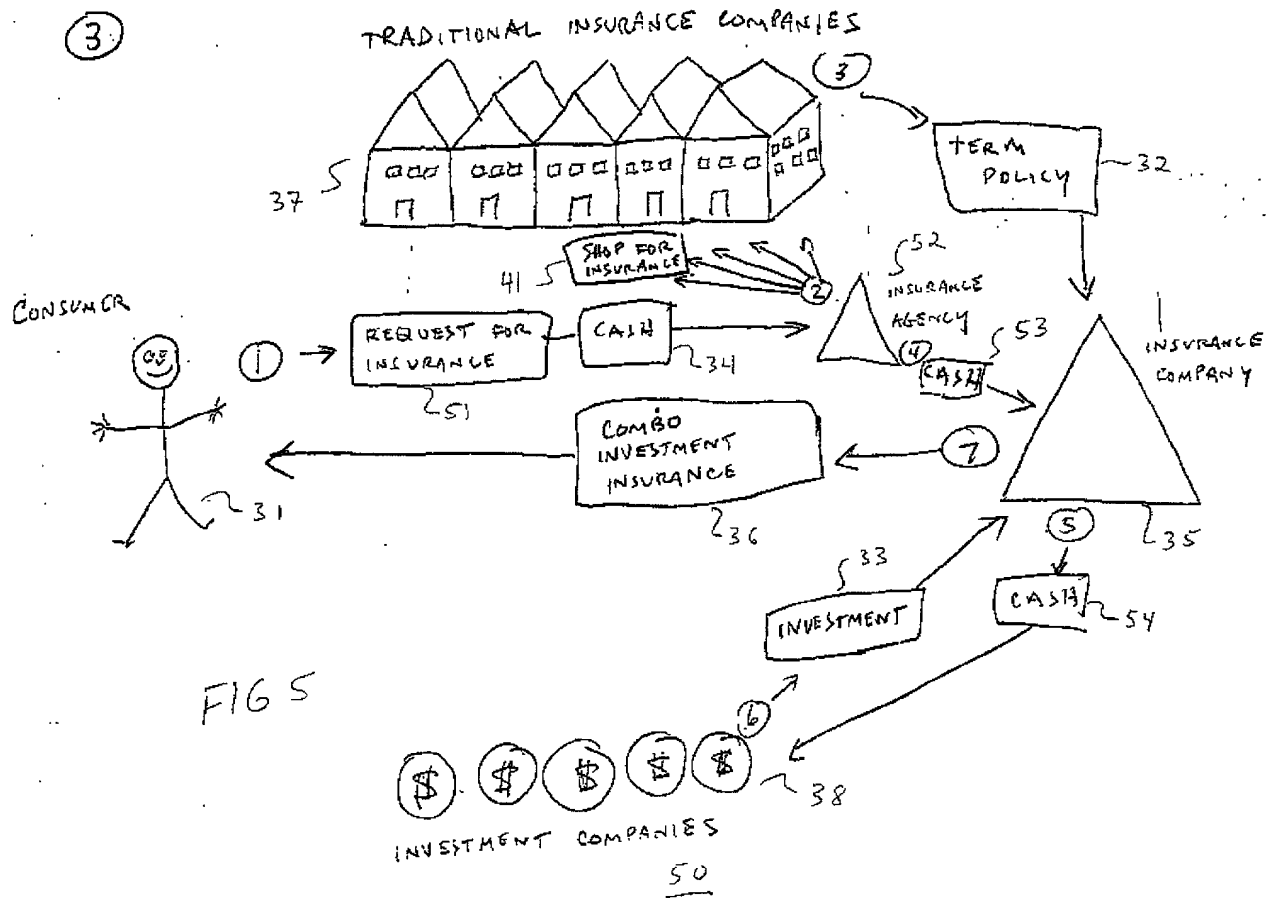 3
TRADITIONAL INSURANCE COMPANIES
3
TERM
POLICY
32
37
SHOP FOR
INSURANCE
41
2
52
INSURANCE
AGENCY
CONSUMER
1
REQUEST FOR
INSURANCE
51
CASH
34
4
53
CASH
INSURANCE
COMPANY
COMBO
INVESTMENT
INSURANCE
36
7
31
35
5
33
INVESTMENT
CASH
54
FIG 5
6
$ $ $ $ $
38
INVESTMENT COMPANIES
50